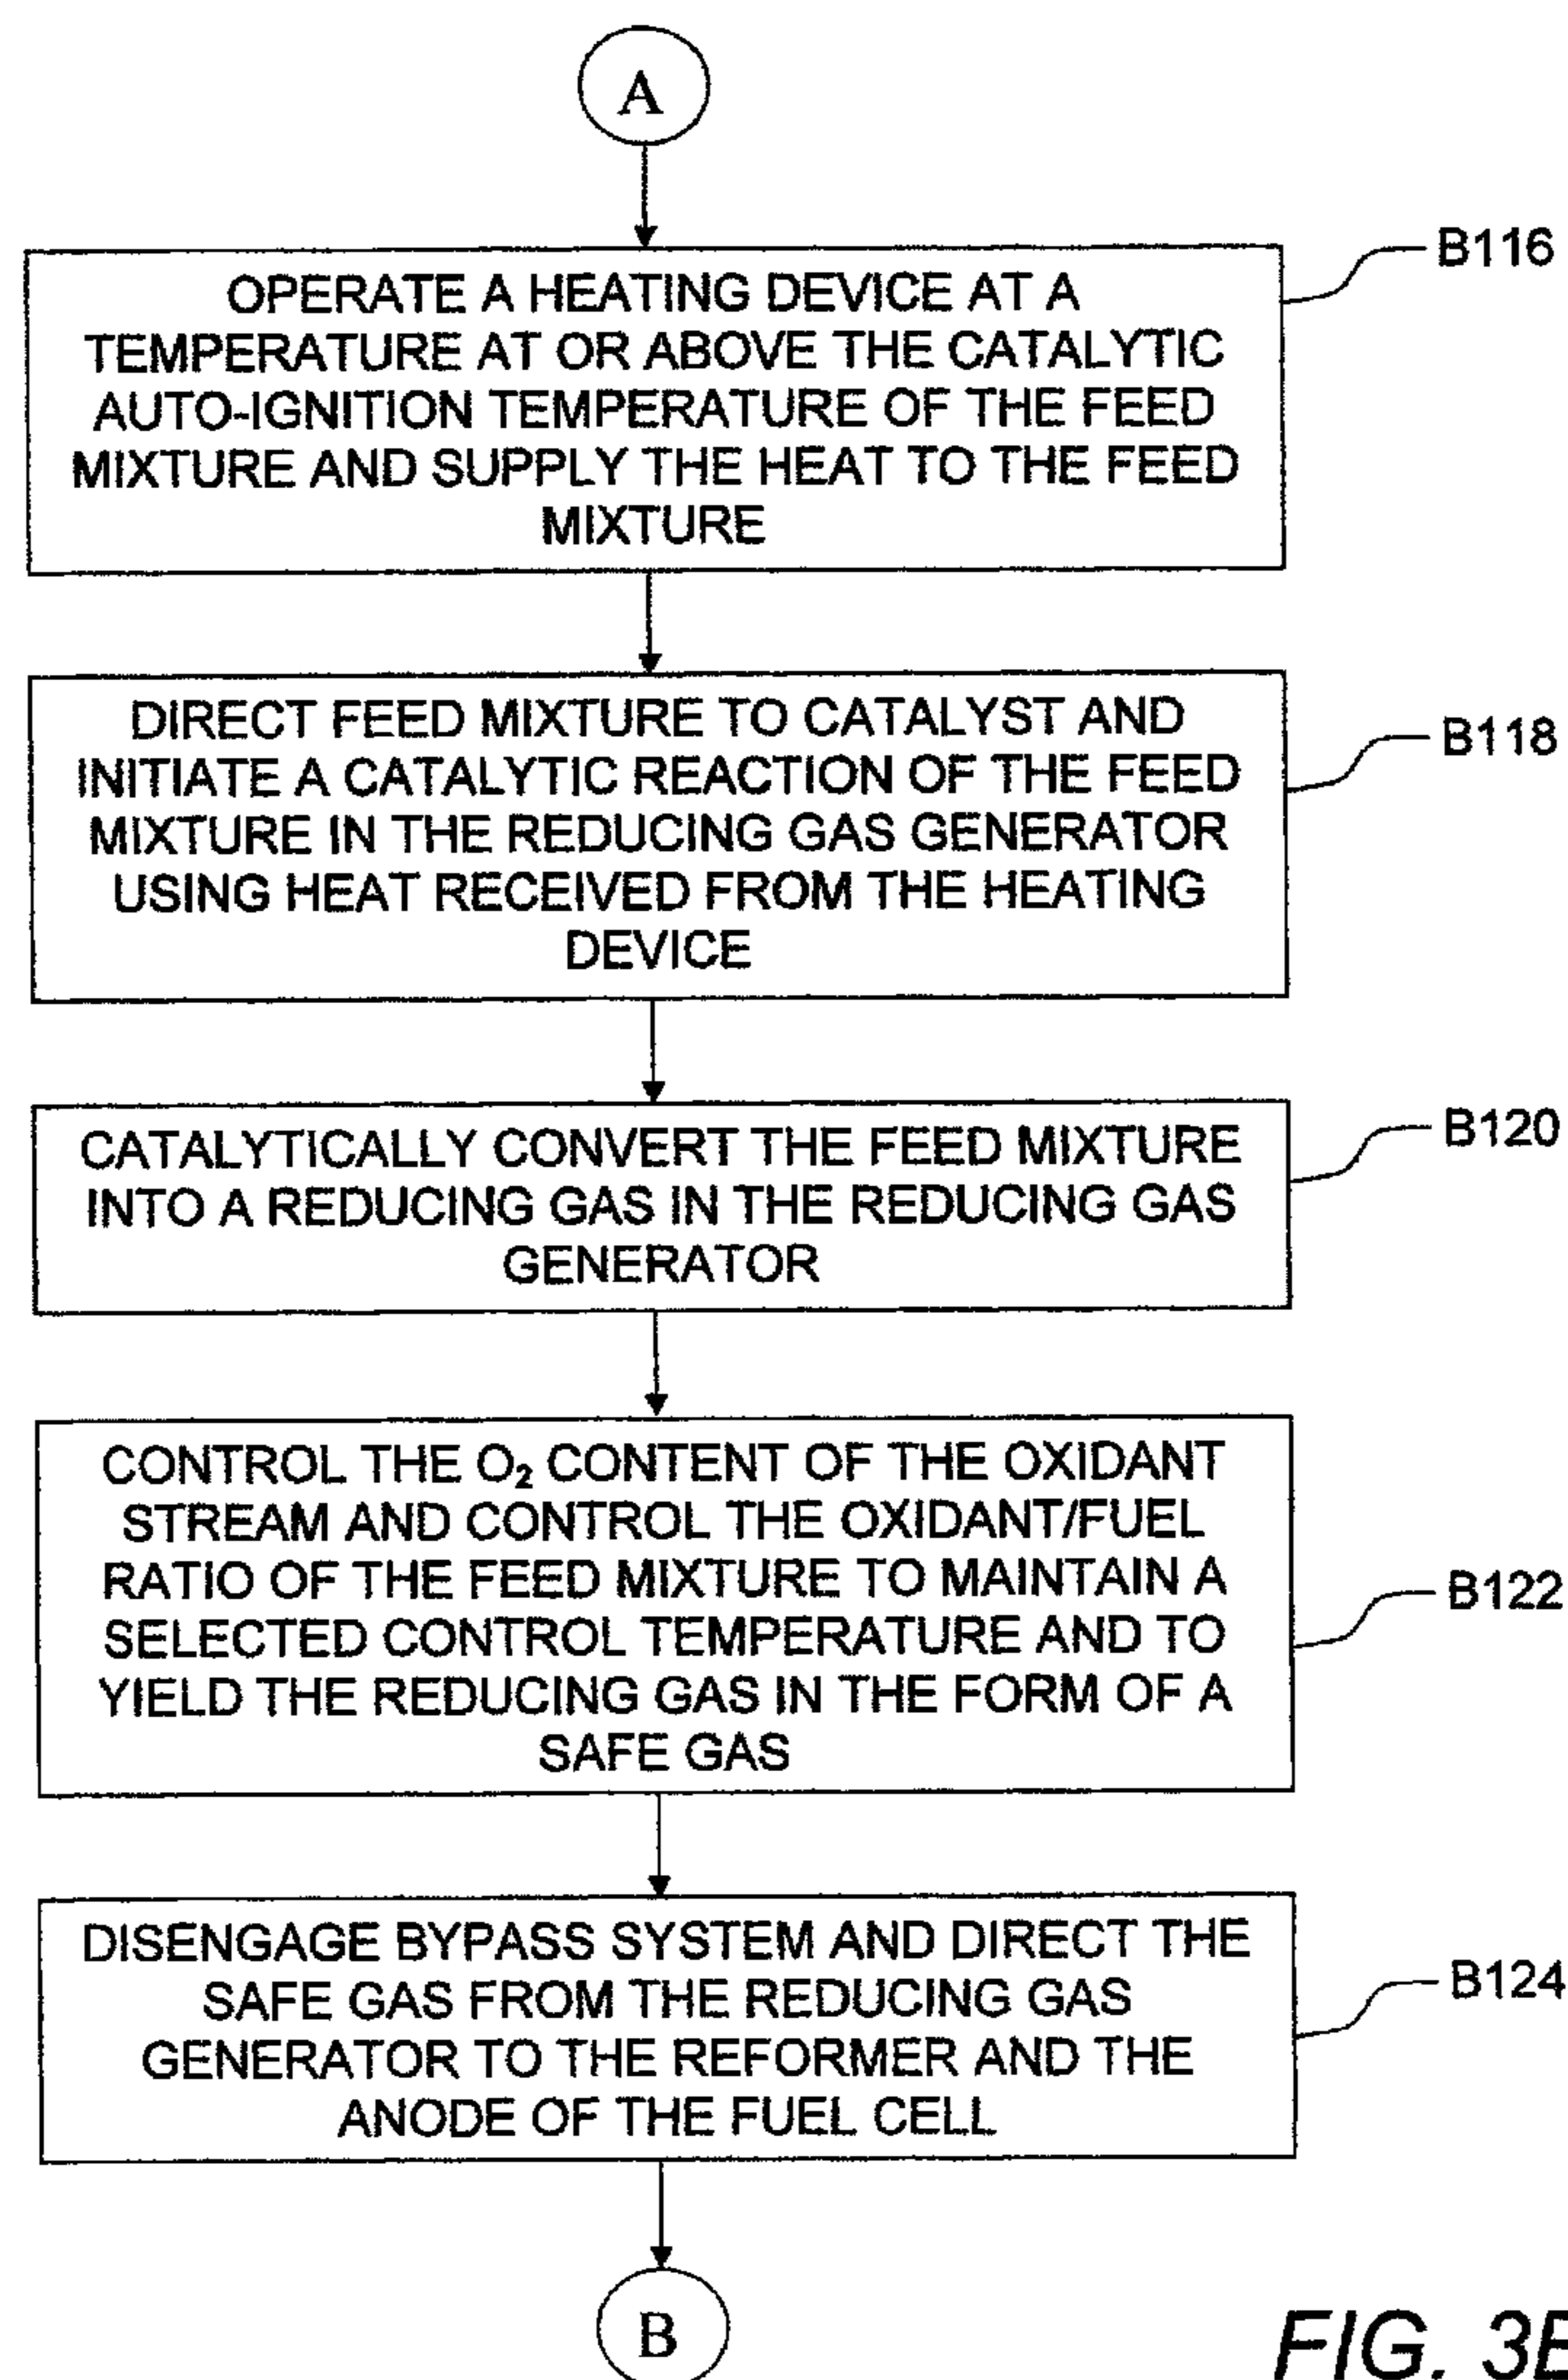 A
OPERATE A HEATING DEVICE AT A
TEMPERATURE AT OR ABOVE THE CATALYTIC
AUTO-IGNITION TEMPERATURE OF THE FEED
MIXTURE AND SUPPLY THE HEAT TO THE FEED
MIXTURE
B116
DIRECT FEED MIXTURE TO CATALYST AND
INITIATE A CATALYTIC REACTION OF THE FEED
MIXTURE IN THE REDUCING GAS GENERATOR
USING HEAT RECEIVED FROM THE HEATING
DEVICE
B118
CATALYTICALLY CONVERT THE FEED MIXTURE
INTO A REDUCING GAS IN THE REDUCING GAS
GENERATOR
B120
CONTROL THE O₂ CONTENT OF THE OXIDANT
STREAM AND CONTROL THE OXIDANT/FUEL
RATIO OF THE FEED MIXTURE TO MAINTAIN A
SELECTED CONTROL TEMPERATURE AND TO
YIELD THE REDUCING GAS IN THE FORM OF A
SAFE GAS
B122
DISENGAGE BYPASS SYSTEM AND DIRECT THE
SAFE GAS FROM THE REDUCING GAS
GENERATOR TO THE REFORMER AND THE
ANODE OF THE FUEL CELL
B124
B
FIG. 3B